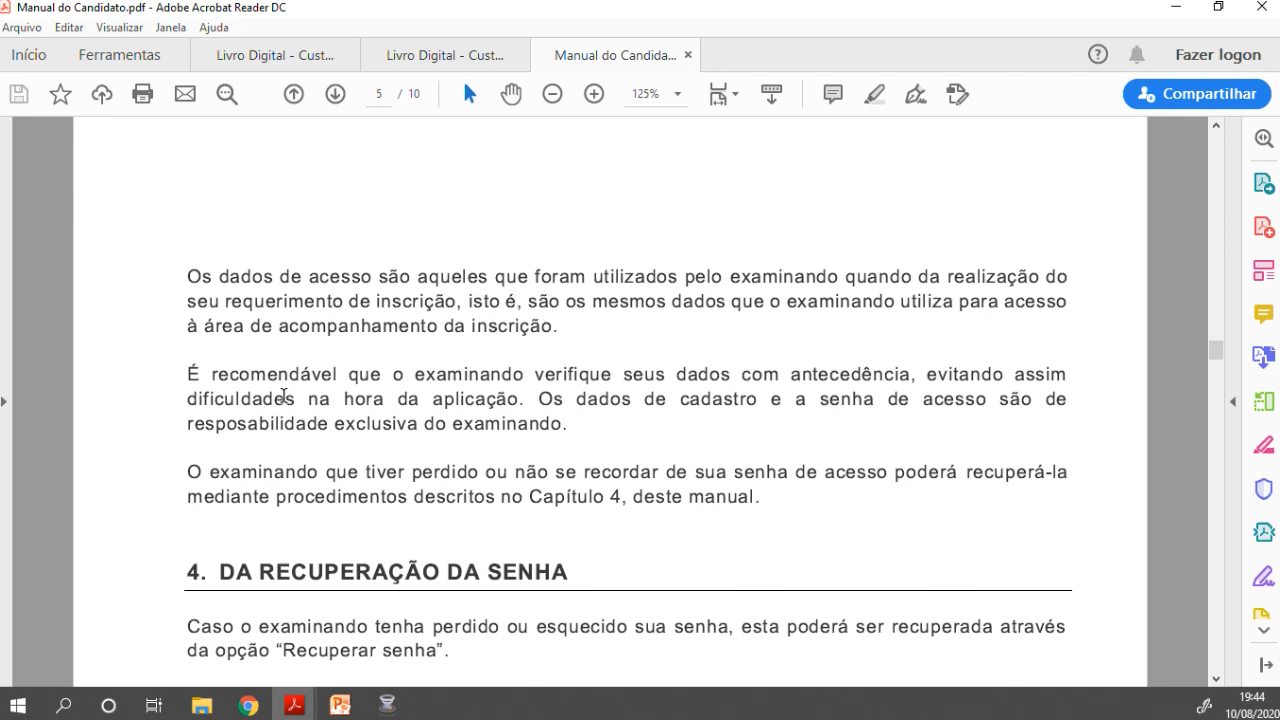 Manual do Candidato.pdf - Adobe Acrobat Reader DC
Arquivo Editar Visualizar Janela Ajuda
Início Ferramentas Livro Digital - Cust... Livro Digital - Cust... Manual do Candida... × Fazer logon
5 / 10 125% Compartilhar
Os dados de acesso são aqueles que foram utilizados pelo examinando quando da realização do
seu requerimento de inscrição, isto é, são os mesmos dados que o examinando utiliza para acesso
à área de acompanhamento da inscrição.
É recomendável que o examinando verifique seus dados com antecedência, evitando assim
dificuldades na hora da aplicação. Os dados de cadastro e a senha de acesso são de
resposabilidade exclusiva do examinando.
O examinando que tiver perdido ou não se recordar de sua senha de acesso poderá recuperá-la
mediante procedimentos descritos no Capítulo 4, deste manual.
4. DA RECUPERAÇÃO DA SENHA
Caso o examinando tenha perdido ou esquecido sua senha, esta poderá ser recuperada através
da opção “Recuperar senha”.
19:44
10/08/2020